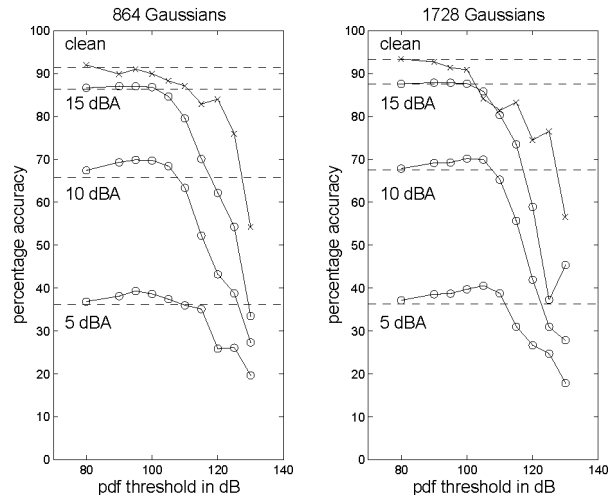 864 Gaussians
100
90
80
70
60
50
40
30
20
10
0
percentage accuracy
clean
15 dBA
10 dBA
5 dBA
80
100
120
140
pdf threshold in dB
1728 Gaussians
100
90
80
70
60
50
40
30
20
10
0
percentage accuracy
clean
15 dBA
10 dBA
5 dBA
80
100
120
140
pdf threshold in dB